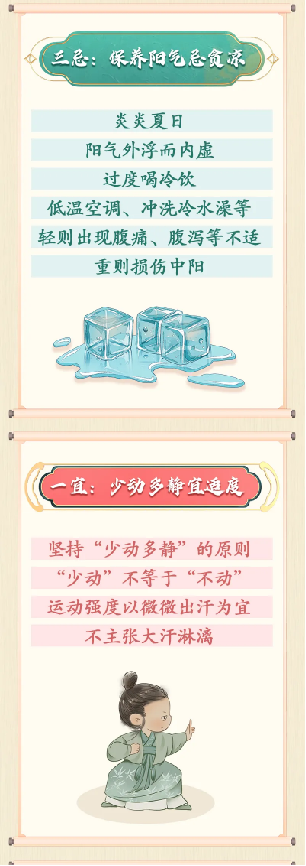 三忌：保养阳气忌贪凉
炎炎夏日
阳气外浮而内虚
过度喝冷饮
低温空调、冲洗冷水澡等
轻则出现腹痛、腹泻等不适
重则损伤中阳
一宜：少动多静宜适度
坚持“少动多静”的原则
“少动”不等于“不动”
运动强度以微微出汗为宜
不主张大汗淋漓